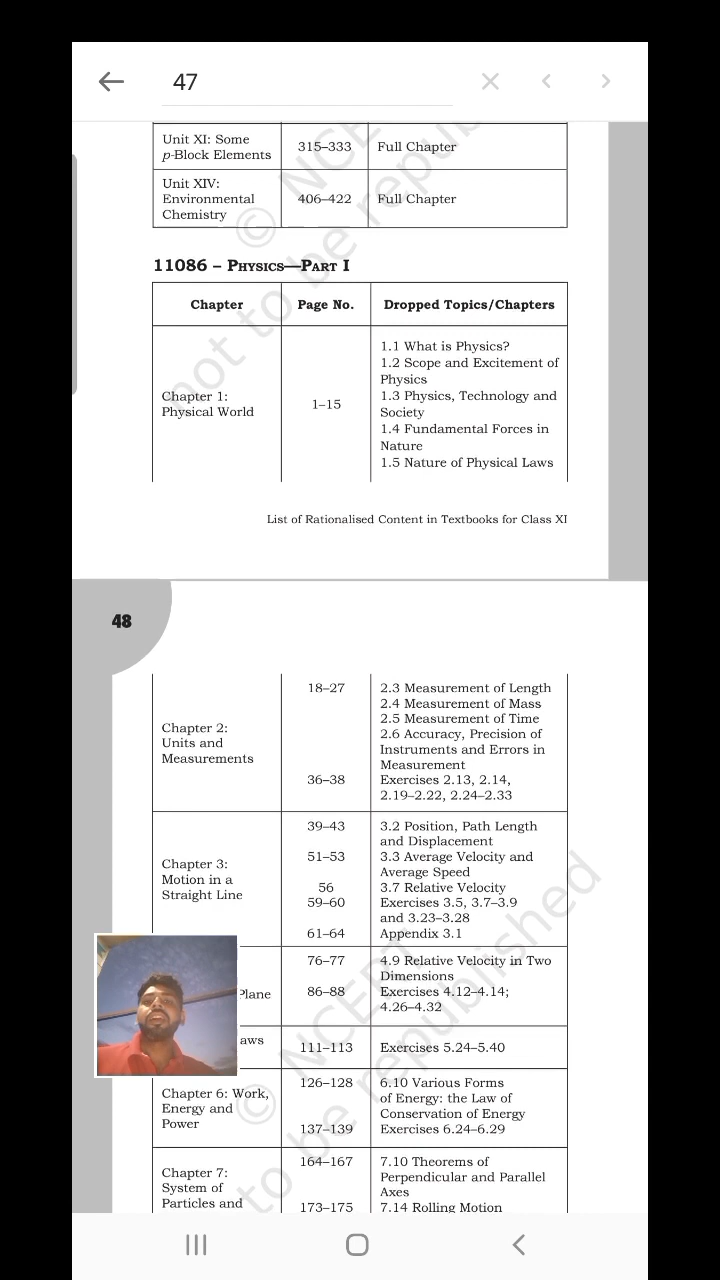 47
Unit XI: Some
p-Block Elements
315–333
Full Chapter
Unit XIV:
Environmental
Chemistry
406–422
Full Chapter
11086 – Physics—Part I
Chapter
Page No.
Dropped Topics/Chapters
Chapter 1:
Physical World
1–15
1.1 What is Physics?
1.2 Scope and Excitement of
Physics
1.3 Physics, Technology and
Society
1.4 Fundamental Forces in
Nature
1.5 Nature of Physical Laws
List of Rationalised Content in Textbooks for Class XI
48
Chapter 2:
Units and
Measurements
18–27
36–38
2.3 Measurement of Length
2.4 Measurement of Mass
2.5 Measurement of Time
2.6 Accuracy, Precision of
Instruments and Errors in
Measurement
Exercises 2.13, 2.14,
2.19–2.22, 2.24–2.33
Chapter 3:
Motion in a
Straight Line
39–43
51–53
56
59–60
61–64
3.2 Position, Path Length
and Displacement
3.3 Average Velocity and
Average Speed
3.7 Relative Velocity
Exercises 3.5, 3.7–3.9
and 3.23–3.28
Appendix 3.1
Plane
76–77
86–88
4.9 Relative Velocity in Two
Dimensions
Exercises 4.12–4.14;
4.26–4.32
aws
111–113
Exercises 5.24–5.40
Chapter 6: Work,
Energy and
Power
126–128
137–139
6.10 Various Forms
of Energy: the Law of
Conservation of Energy
Exercises 6.24–6.29
Chapter 7:
System of
Particles and
164–167
173–175
7.10 Theorems of
Perpendicular and Parallel
Axes
7.14 Rolling Motion
© NCERT
not to be republished